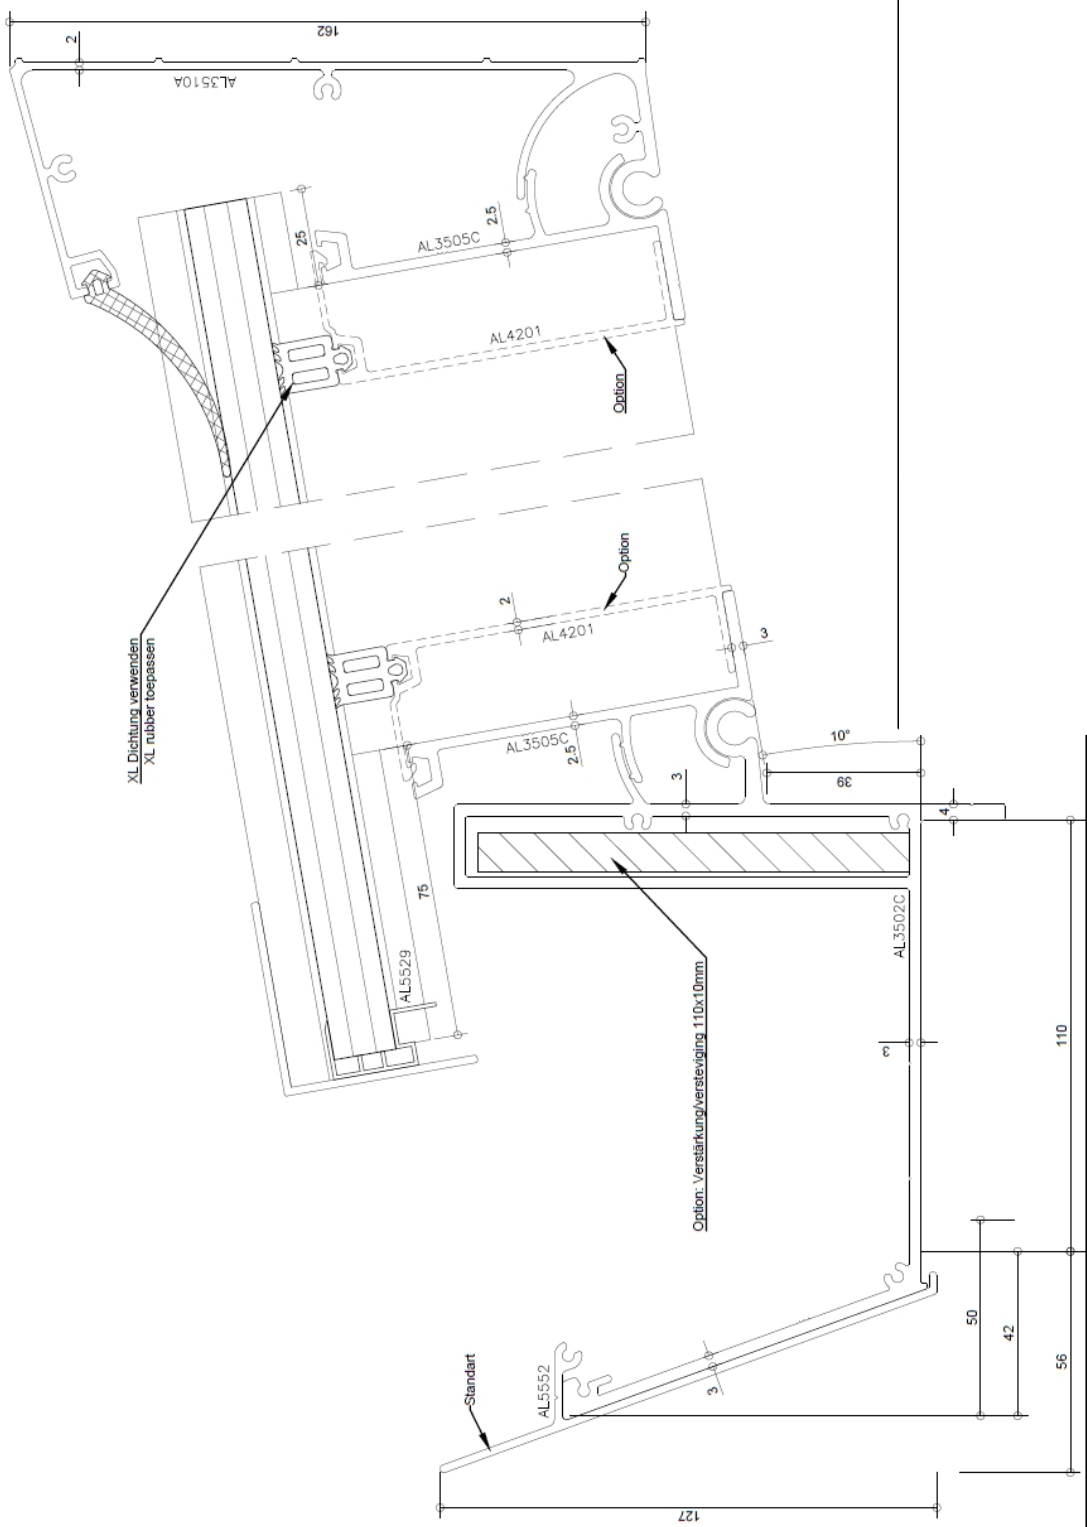 162
2
AL3510A
25
2.5
AL3505C
AL4201
Option
XL Dichtung verwenden
XL rubber toepassen
Option
2
AL4201
3
AL3505C
2.5
10°
39
3
4
75
AL5529
AL3502C
Option: Verstärkung/versteviging 110x10mm
3
110
50
42
56
Standart
AL5552
3
127